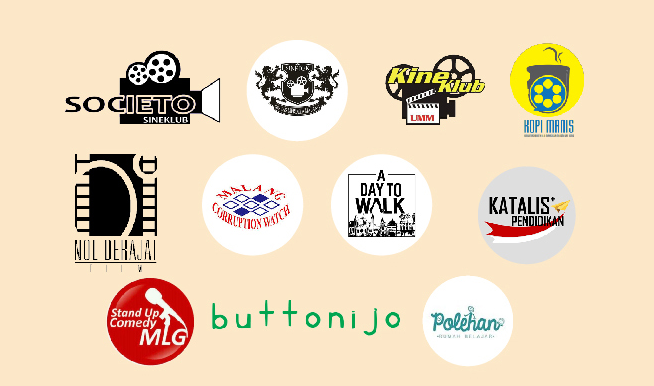 SOCIETO
SINEKLUB
SINETUK
Kine
Klub
UMM
KOPI MANIS
NOL DERAJAT
FILM
MALANG
CORRUPTION WATCH
A
DAY TO
WALK
KATALIS+
PENDIDIKAN
Stand Up
Comedy
MLG
buttonijo
Polehan
RUMAH BELAJAR